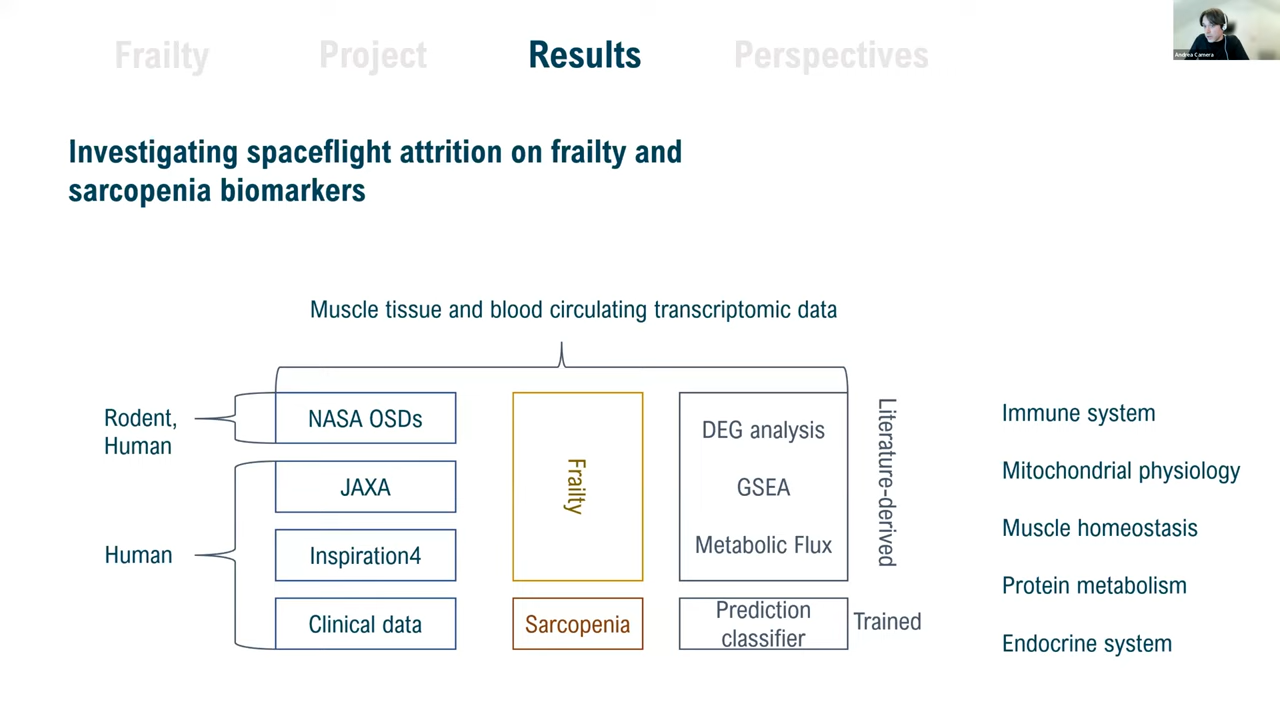 Frailty Project Results Perspectives
Andrea Camera
Investigating spaceflight attrition on frailty and
sarcopenia biomarkers
Muscle tissue and blood circulating transcriptomic data
Rodent,
Human
Human
NASA OSDs
JAXA
Inspiration4
Clinical data
Frailty
Sarcopenia
DEG analysis
GSEA
Metabolic Flux
Prediction
classifier
Literature-derived
Trained
Immune system
Mitochondrial physiology
Muscle homeostasis
Protein metabolism
Endocrine system